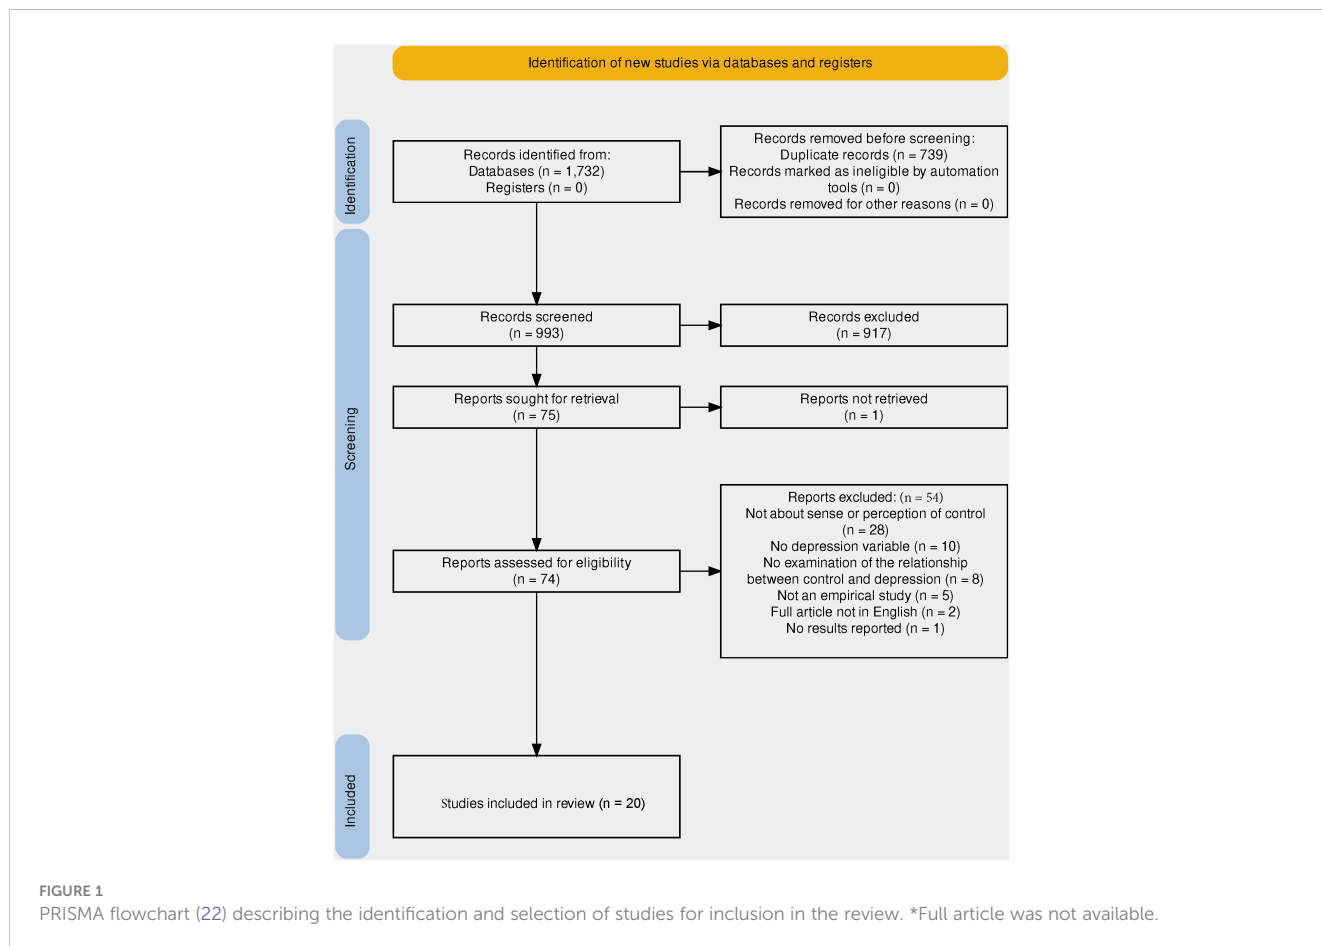 Identification of new studies via databases and registers
Identification
Records identified from:
Databases (n = 1,732)
Registers (n = 0)
Records removed before screening:
Duplicate records (n = 739)
Records marked as ineligible by automation
tools (n = 0)
Records removed for other reasons (n = 0)
Screening
Records screened
(n = 993)
Records excluded
(n = 917)
Reports sought for retrieval
(n = 75)
Reports not retrieved
(n = 1)
Reports assessed for eligibility
(n = 74)
Reports excluded: (n = 54)
Not about sense or perception of control
(n = 28)
No depression variable (n = 10)
No examination of the relationship
between control and depression (n = 8)
Not an empirical study (n = 5)
Full article not in English (n = 2)
No results reported (n = 1)
Included
Studies included in review (n = 20)
FIGURE 1
PRISMA flowchart (22) describing the identification and selection of studies for inclusion in the review. *Full article was not available.